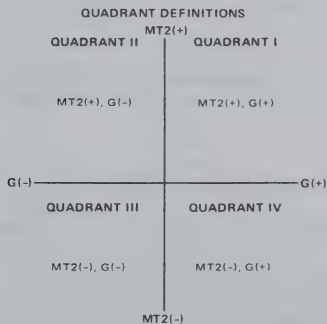 QUADRANT DEFINITIONS
MT2(+)
QUADRANT II QUADRANT I
MT2(+), G(-) MT2(+), G(+)
G(-) G(+)
QUADRANT III QUADRANT IV
MT2(-), G(-) MT2(-), G(+)
MT2(-)